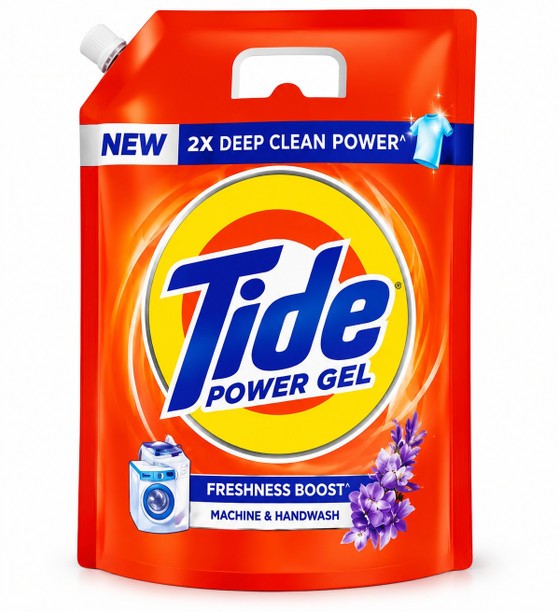 NEW 2X DEEP CLEAN POWER^
Tide®
POWER GEL
FRESHNESS BOOST^
MACHINE & HANDWASH